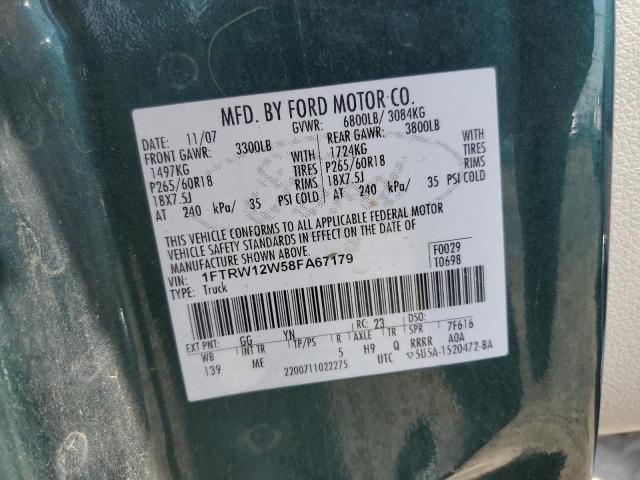 MFD. BY FORD MOTOR CO.
DATE: 11/07 GVWR: 6800LB/ 3084KG
FRONT GAWR: 3300LB REAR GAWR: 3800LB
1497KG WITH 1724KG WITH
P265/60R18 TIRES P265/60R18 TIRES
18X7.5J RIMS 18X7.5J RIMS
AT 240 kPa/ 35 PSI COLD AT 240 kPa/ 35 PSI COLD
THIS VEHICLE CONFORMS TO ALL APPLICABLE FEDERAL MOTOR
VEHICLE SAFETY STANDARDS IN EFFECT ON THE DATE OF
MANUFACTURE SHOWN ABOVE.
VIN: 1FTRW12W58FA67179 F0029
TYPE: Truck T0698
EXT PNT: GG YN RC: 23 DSO:
WB INT TR TP/PS R AXLE TR SPR 7F616
139 ME 5 H9 Q RRRR A0A
2200711022275 UTC ▽5U5A-1520472-BA